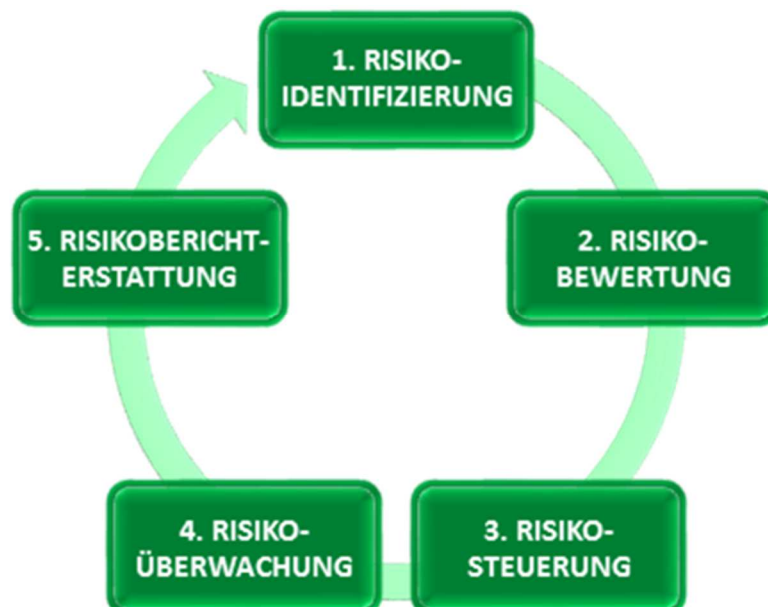 1. RISIKO-
IDENTIFIZIERUNG
2. RISIKO-
BEWERTUNG
3. RISIKO-
STEUERUNG
4. RISIKO-
ÜBERWACHUNG
5. RISIKOBERICHT-
ERSTATTUNG